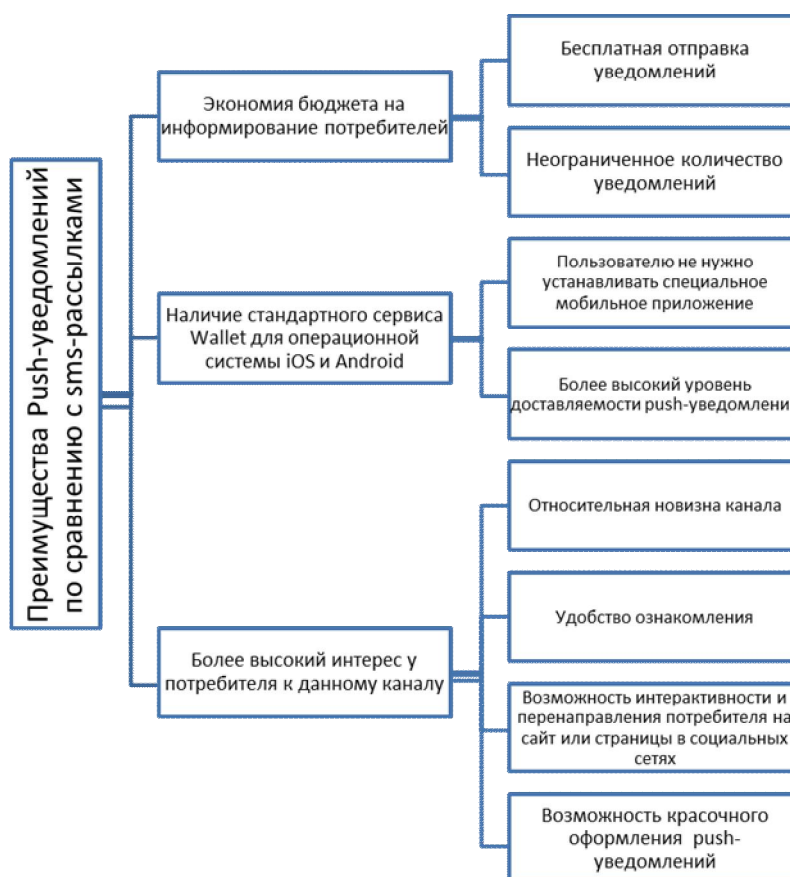 Преимущества Push-уведомлений
по сравнению с sms-рассылками
Экономия бюджета на
информирование потребителей
Бесплатная отправка
уведомлений
Неограниченное количество
уведомлений
Наличие стандартного сервиса
Wallet для операционной
системы iOS и Android
Пользователю не нужно
устанавливать специальное
мобильное приложение
Более высокий уровень
доставляемости push-уведомлени
Более высокий интерес у
потребителя к данному каналу
Относительная новизна канала
Удобство ознакомления
Возможность интерактивности и
перенаправления потребителя на
сайт или страницы в социальных
сетях
Возможность красочного
оформления push-
уведомлений